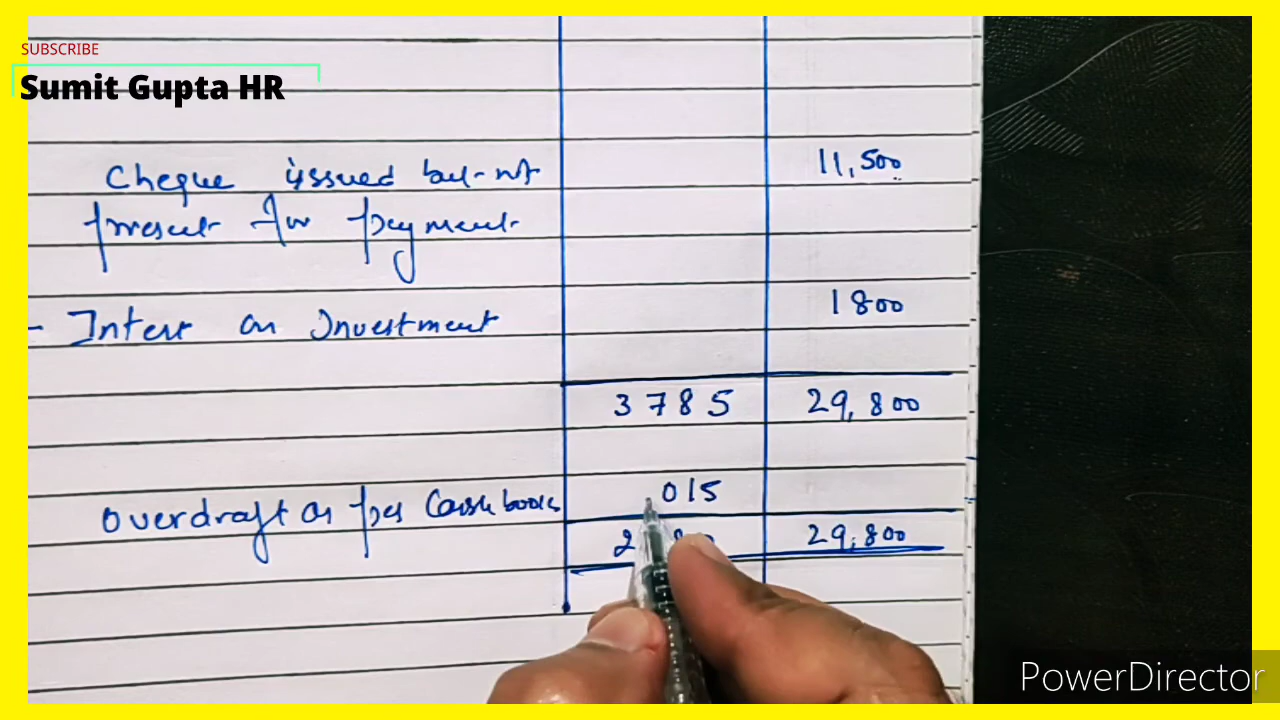 SUBSCRIBE
Sumit Gupta HR
Cheque issued but not 11,500
present for payment
- Interest on Investment 1800
3785 29,800
Overdraft as per Cash book 015
29,800
PowerDirector